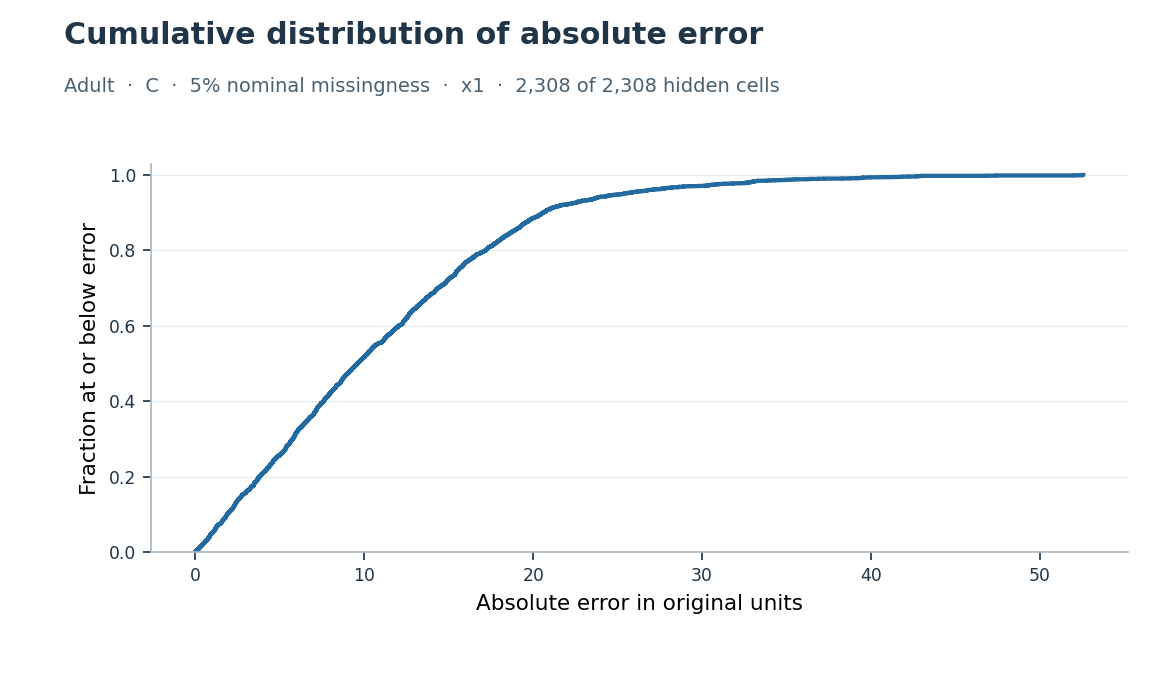 Cumulative distribution of absolute error
Adult · C · 5% nominal missingness · x1 · 2,308 of 2,308 hidden cells
1.0
0.8
0.6
0.4
0.2
0.0
Fraction at or below error
0 10 20 30 40 50
Absolute error in original units